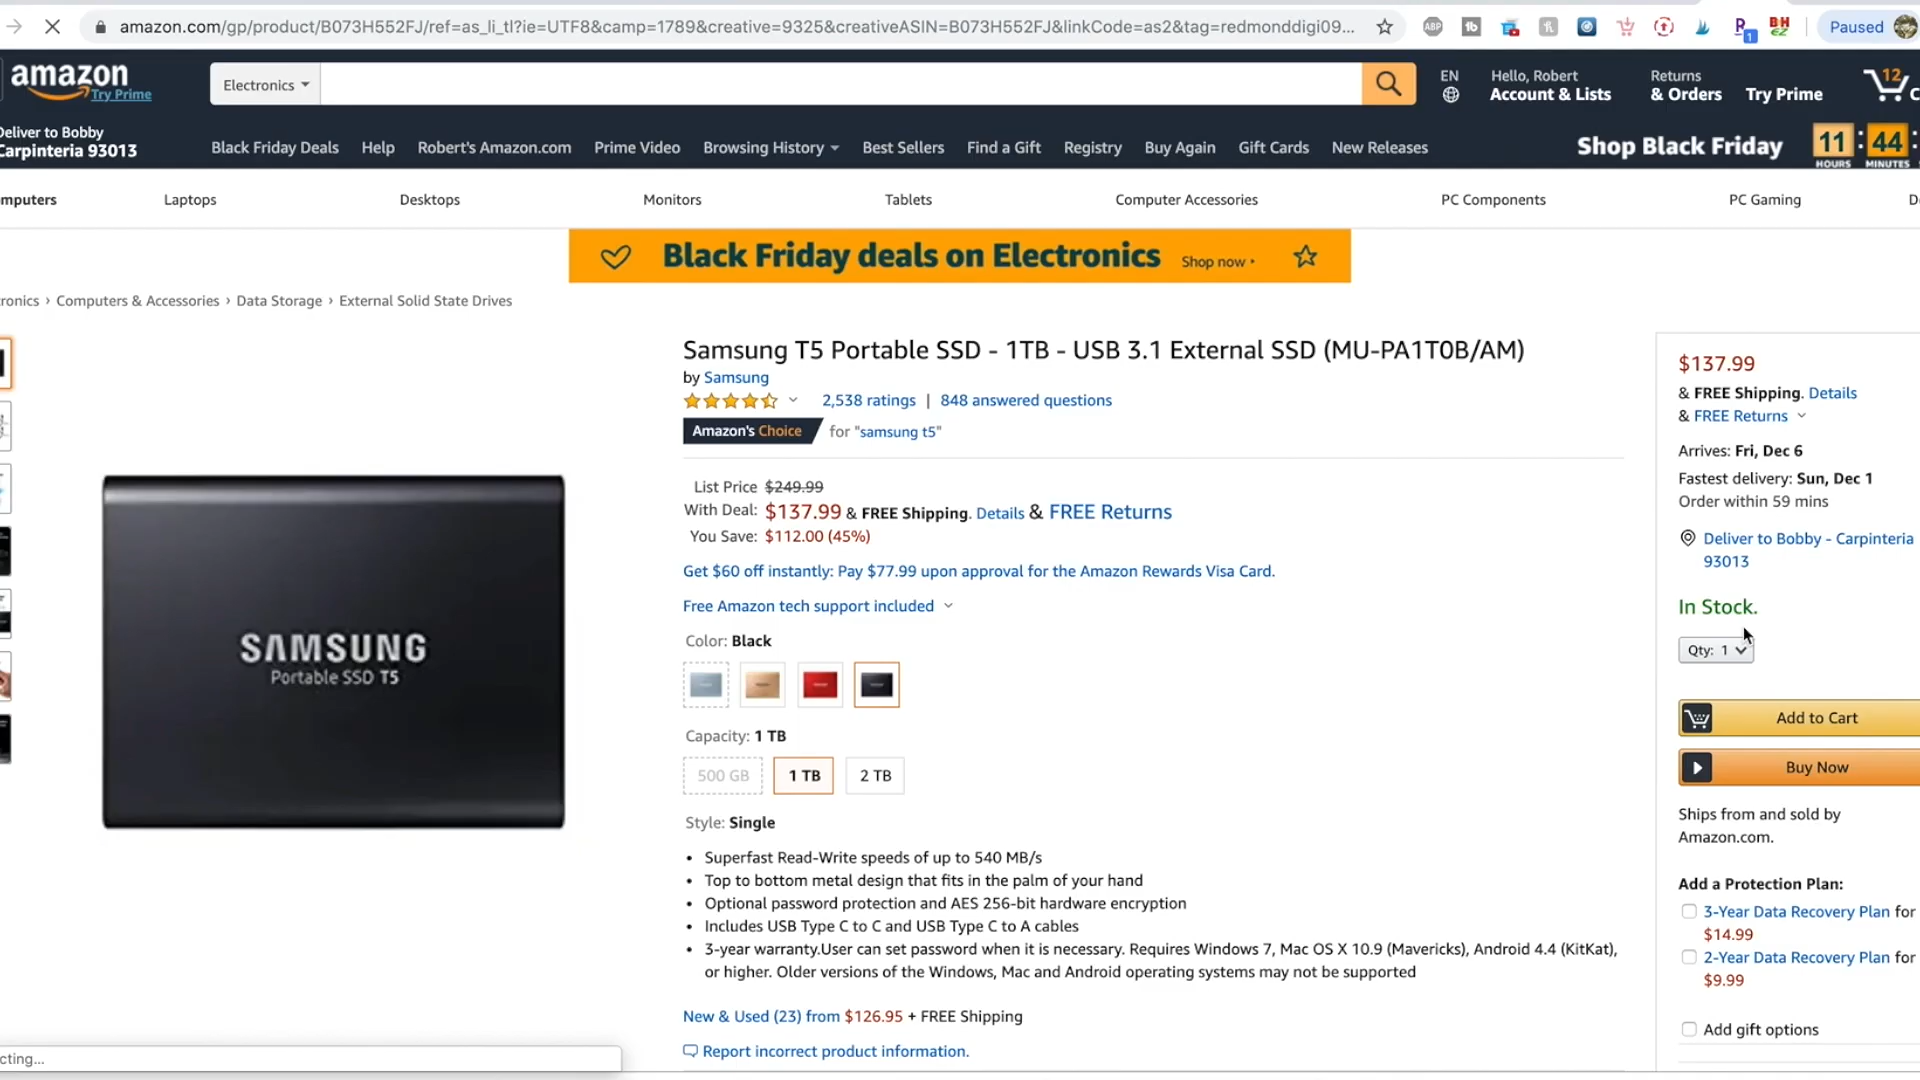 amazon.com/gp/product/B073H552FJ/ref=as_li_tl?ie=UTF8&camp=1789&creative=9325&creativeASIN=B073H552FJ&linkCode=as2&tag=redmonddigi09...
ABP
1
BH
EZ
Paused
amazon
Try Prime
Electronics
EN
Hello, Robert
Account & Lists
Returns
& Orders
Try Prime
12
C
Deliver to Bobby
Carpinteria 93013
Black Friday Deals
Help
Robert's Amazon.com
Prime Video
Browsing History
Best Sellers
Find a Gift
Registry
Buy Again
Gift Cards
New Releases
Shop Black Friday
11 : 44 :
HOURS MINUTES
mputers
Laptops
Desktops
Monitors
Tablets
Computer Accessories
PC Components
PC Gaming
D
Black Friday deals on Electronics Shop now ›
ronics › Computers & Accessories › Data Storage › External Solid State Drives
SAMSUNG
Portable SSD T5
Samsung T5 Portable SSD - 1TB - USB 3.1 External SSD (MU-PA1T0B/AM)
by Samsung
2,538 ratings | 848 answered questions
Amazon's Choice for "samsung t5"
List Price $249.99
With Deal: $137.99 & FREE Shipping. Details & FREE Returns
You Save: $112.00 (45%)
Get $60 off instantly: Pay $77.99 upon approval for the Amazon Rewards Visa Card.
Free Amazon tech support included
Color: Black
Capacity: 1 TB
500 GB
1 TB
2 TB
Style: Single
• Superfast Read-Write speeds of up to 540 MB/s
• Top to bottom metal design that fits in the palm of your hand
• Optional password protection and AES 256-bit hardware encryption
• Includes USB Type C to C and USB Type C to A cables
• 3-year warranty.User can set password when it is necessary. Requires Windows 7, Mac OS X 10.9 (Mavericks), Android 4.4 (KitKat),
or higher. Older versions of the Windows, Mac and Android operating systems may not be supported
New & Used (23) from $126.95 + FREE Shipping
Report incorrect product information.
$137.99
& FREE Shipping. Details
& FREE Returns
Arrives: Fri, Dec 6
Fastest delivery: Sun, Dec 1
Order within 59 mins
Deliver to Bobby - Carpinteria
93013
In Stock.
Qty: 1
Add to Cart
Buy Now
Ships from and sold by
Amazon.com.
Add a Protection Plan:
3-Year Data Recovery Plan for
$14.99
2-Year Data Recovery Plan for
$9.99
Add gift options
cting...